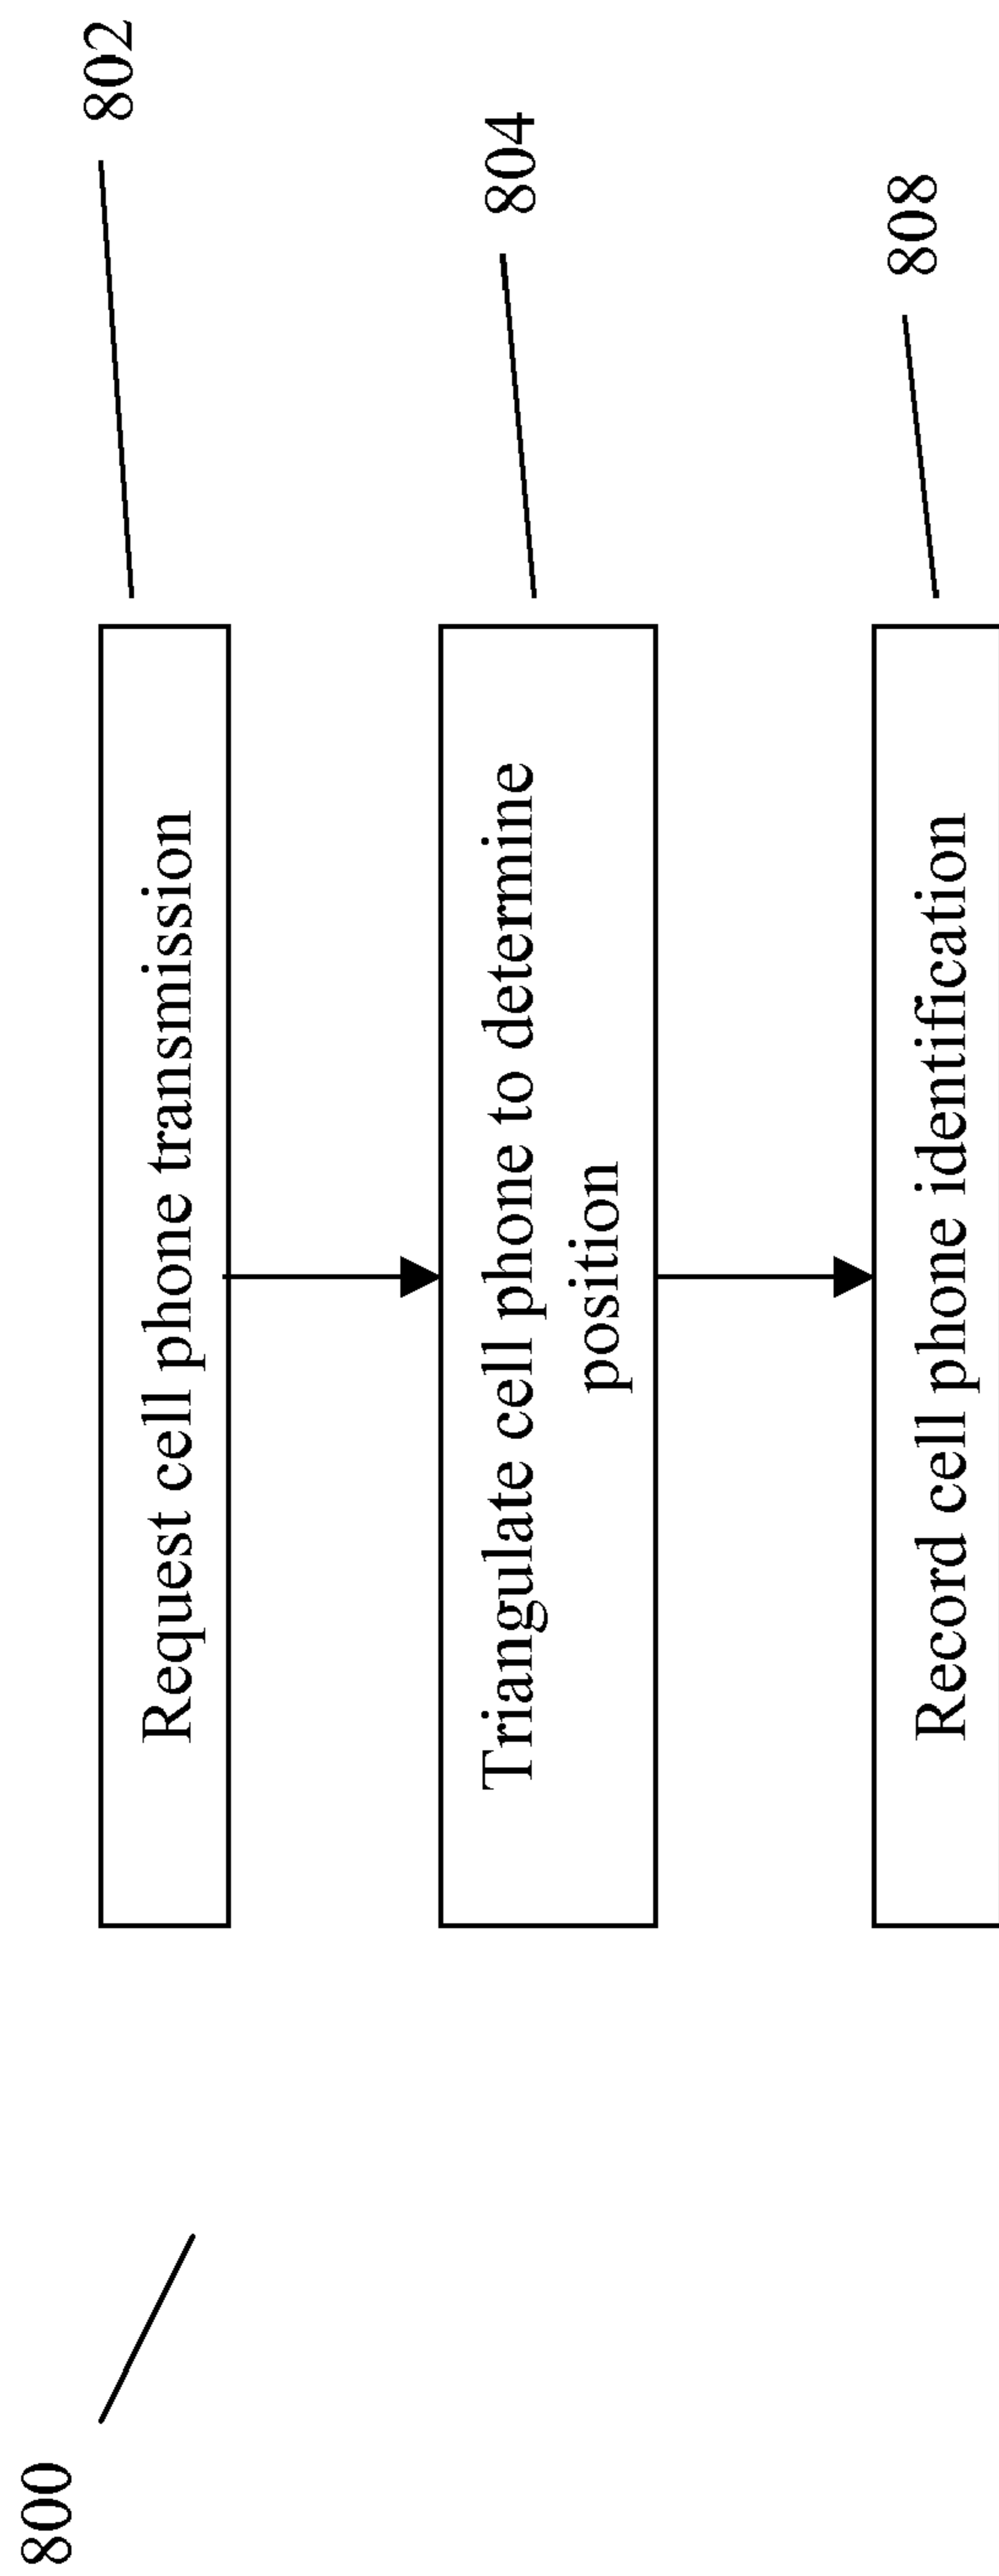 800
802
Request cell phone transmission
804
Triangulate cell phone to determine
position
808
Record cell phone identification